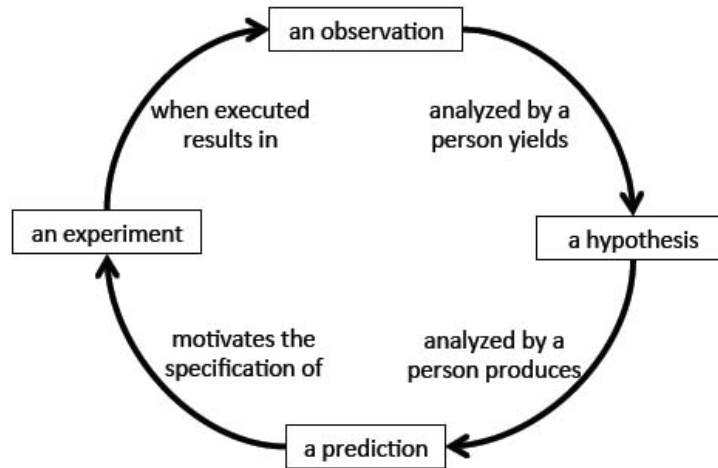 an observation
analyzed by a
person yields
a hypothesis
analyzed by a
person produces
a prediction
motivates the
specification of
an experiment
when executed
results in